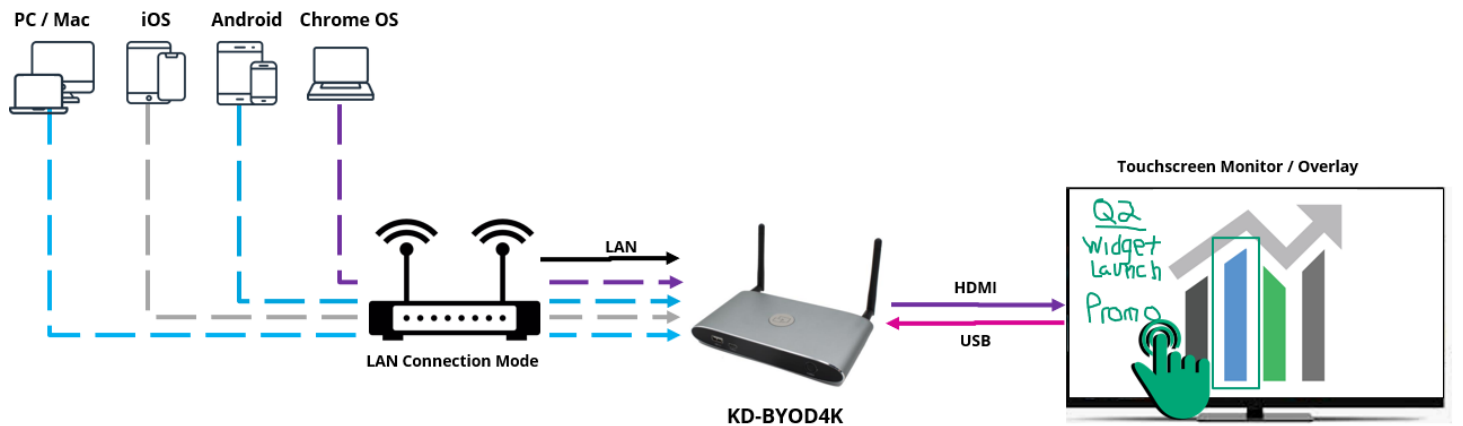 PC / Mac
iOS
Android
Chrome OS
Touchscreen Monitor / Overlay
Q2
Widget
Launch
Promo
LAN
HDMI
USB
LAN Connection Mode
KD-BYOD4K